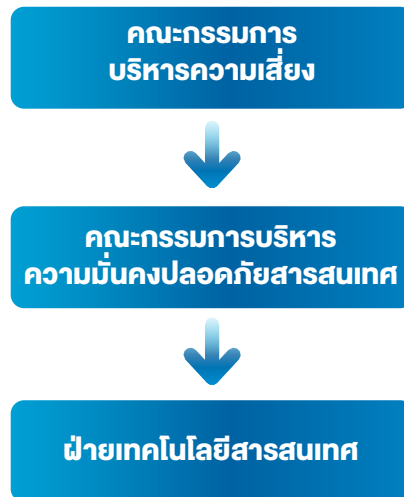 คณะกรรมการ
บริหารความเสี่ยง
คณะกรรมการบริหาร
ความมั่นคงปลอดภัยสารสนเทศ
ฝ่ายเทคโนโลยีสารสนเทศ